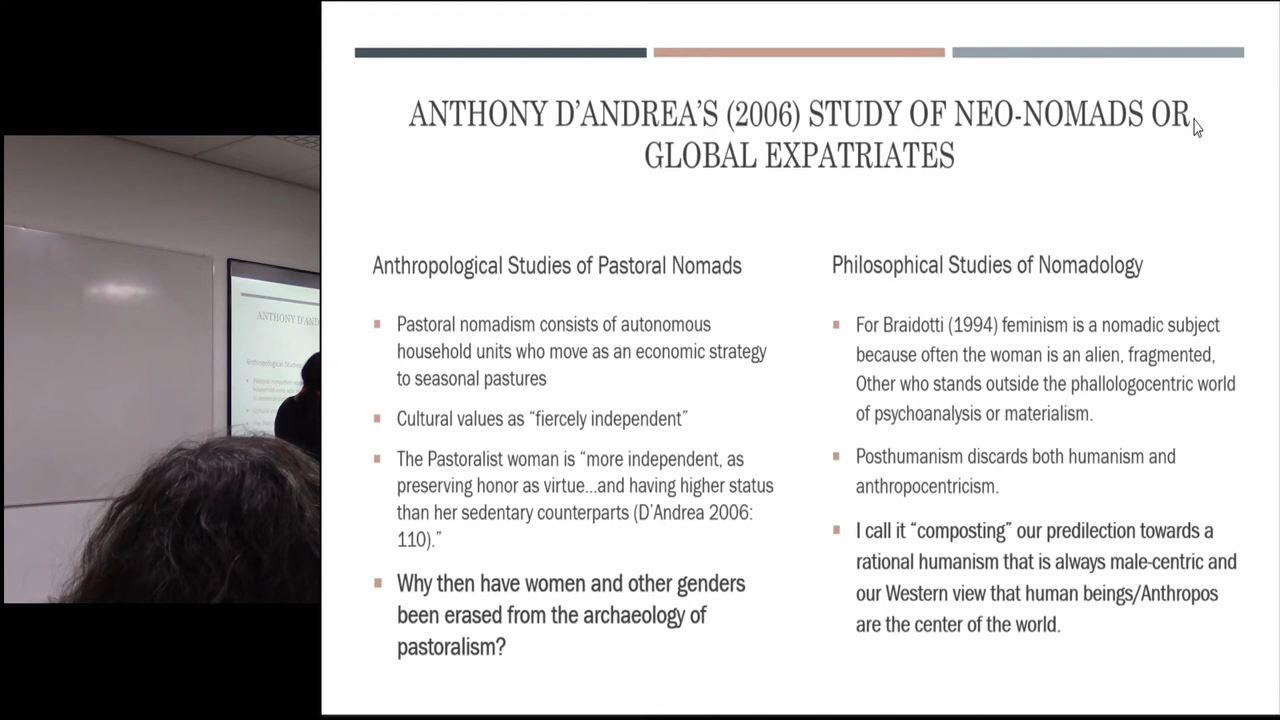 ANTHONY D’ANDREA’S (2006) STUDY OF NEO-NOMADS OR
GLOBAL EXPATRIATES
Anthropological Studies of Pastoral Nomads
Pastoral nomadism consists of autonomous
household units who move as an economic strategy
to seasonal pastures
Cultural values as “fiercely independent”
The Pastoralist woman is “more independent, as
preserving honor as virtue…and having higher status
than her sedentary counterparts (D’Andrea 2006:
110).”
Why then have women and other genders
been erased from the archaeology of
pastoralism?
Philosophical Studies of Nomadology
For Braidotti (1994) feminism is a nomadic subject
because often the woman is an alien, fragmented,
Other who stands outside the phallologocentric world
of psychoanalysis or materialism.
Posthumanism discards both humanism and
anthropocentricism.
I call it “composting” our predilection towards a
rational humanism that is always male-centric and
our Western view that human beings/Anthropos
are the center of the world.
ANTHONY D’AND